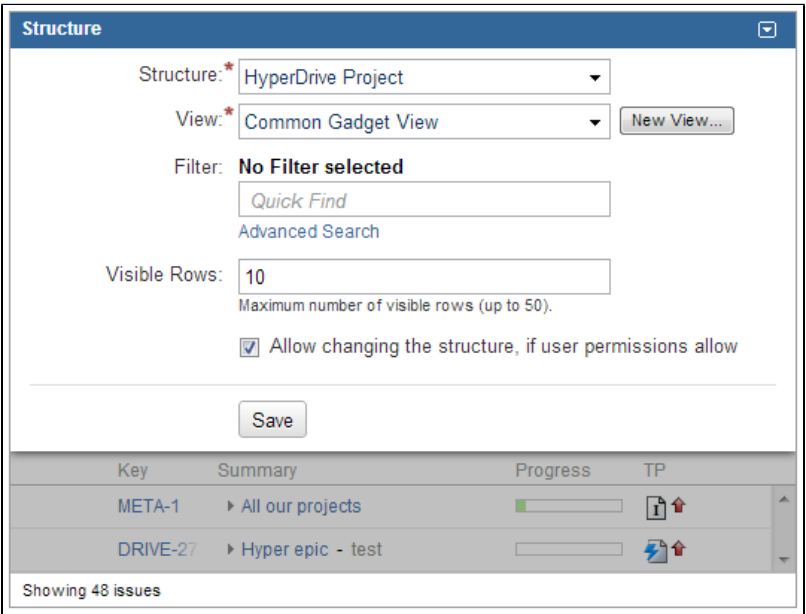 Structure
Structure:* HyperDrive Project
View:* Common Gadget View New View...
Filter: No Filter selected
Quick Find
Advanced Search
Visible Rows: 10
Maximum number of visible rows (up to 50).
Allow changing the structure, if user permissions allow
Save
Key Summary Progress TP
META-1 All our projects
DRIVE-27 Hyper epic - test
Showing 48 issues